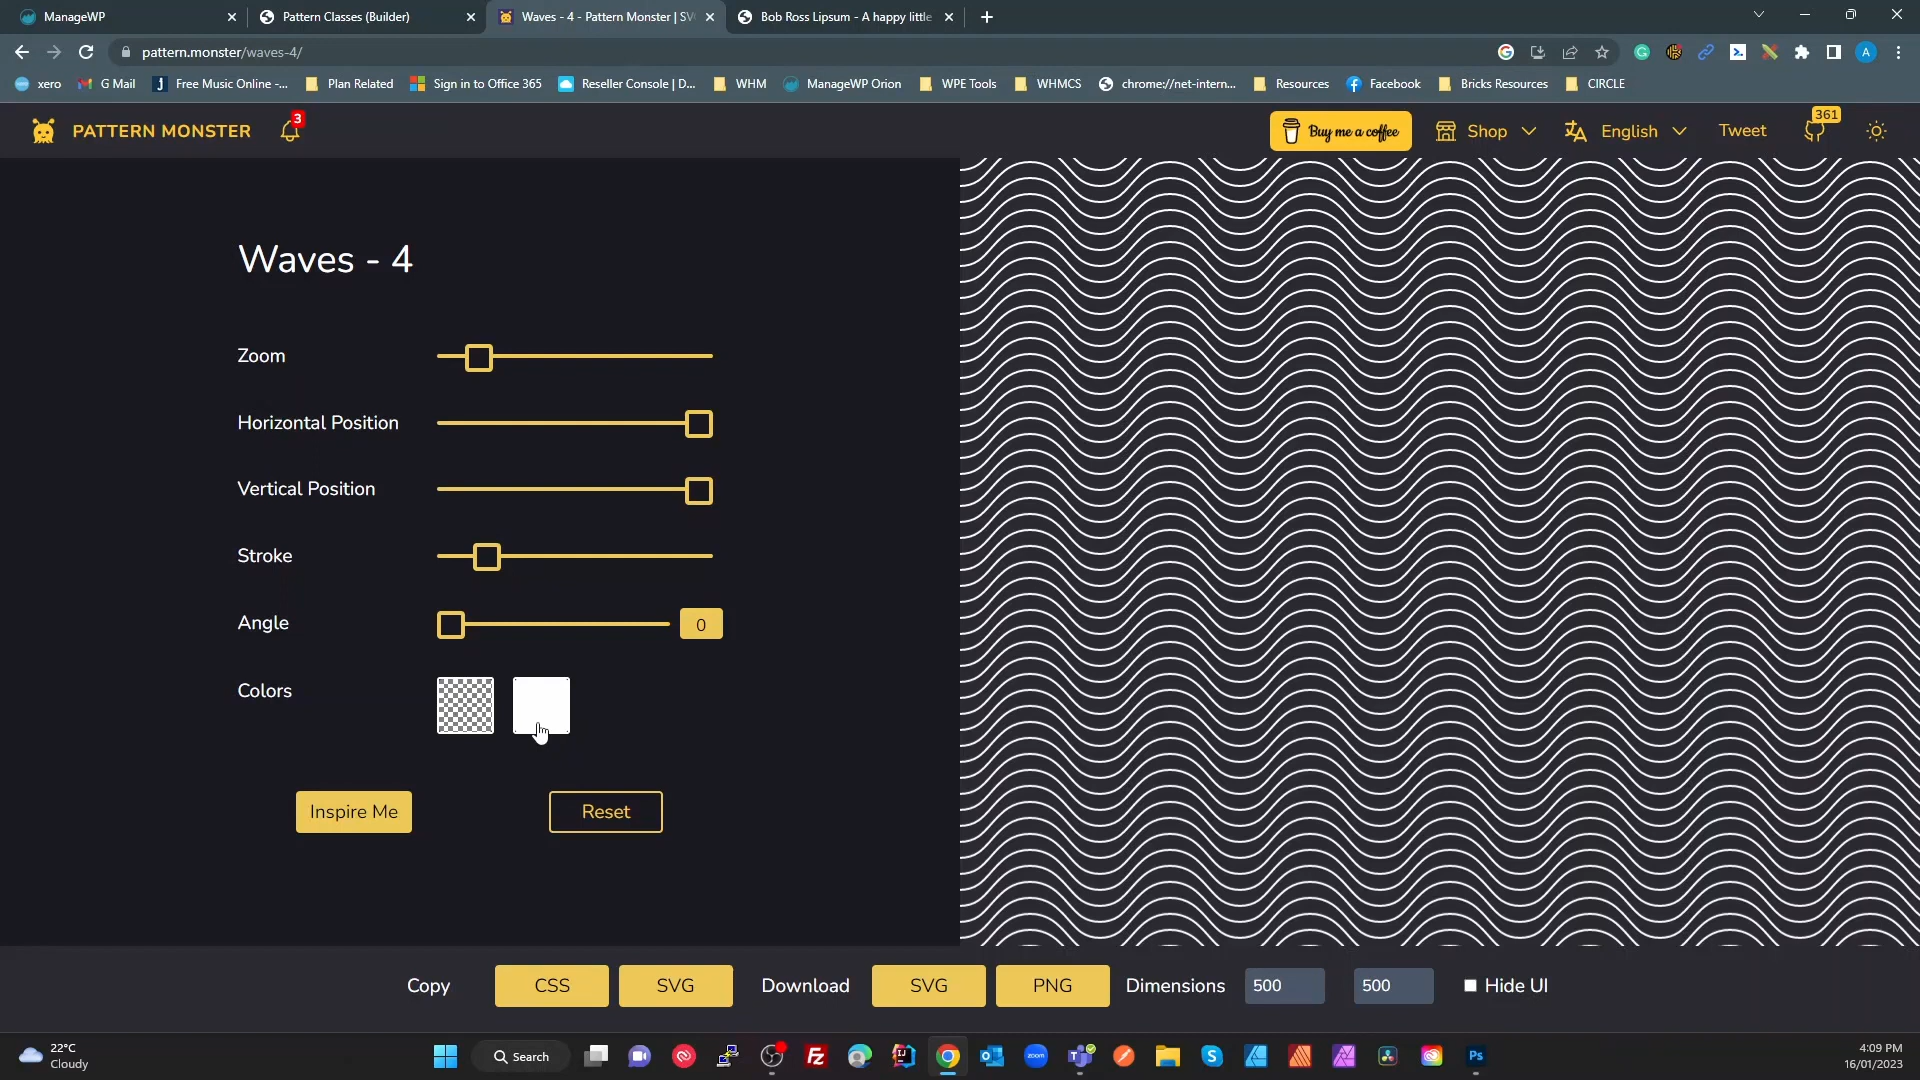 ManageWP
Pattern Classes (Builder)
Waves - 4 - Pattern Monster | SV
Bob Ross Lipsum - A happy little
pattern.monster/waves-4/
A
xero
G Mail
Free Music Online -...
Plan Related
Sign in to Office 365
Reseller Console | D...
WHM
ManageWP Orion
WPE Tools
WHMCS
chrome://net-intern...
Resources
Facebook
Bricks Resources
CIRCLE
PATTERN MONSTER
3
Buy me a coffee
Shop
English
Tweet
361
Waves - 4
Zoom
Horizontal Position
Vertical Position
Stroke
Angle
0
Colors
Inspire Me
Reset
Copy
CSS
SVG
Download
SVG
PNG
Dimensions
500
500
Hide UI
22°C
Cloudy
Search
zoom
Ps
4:09 PM
16/01/2023